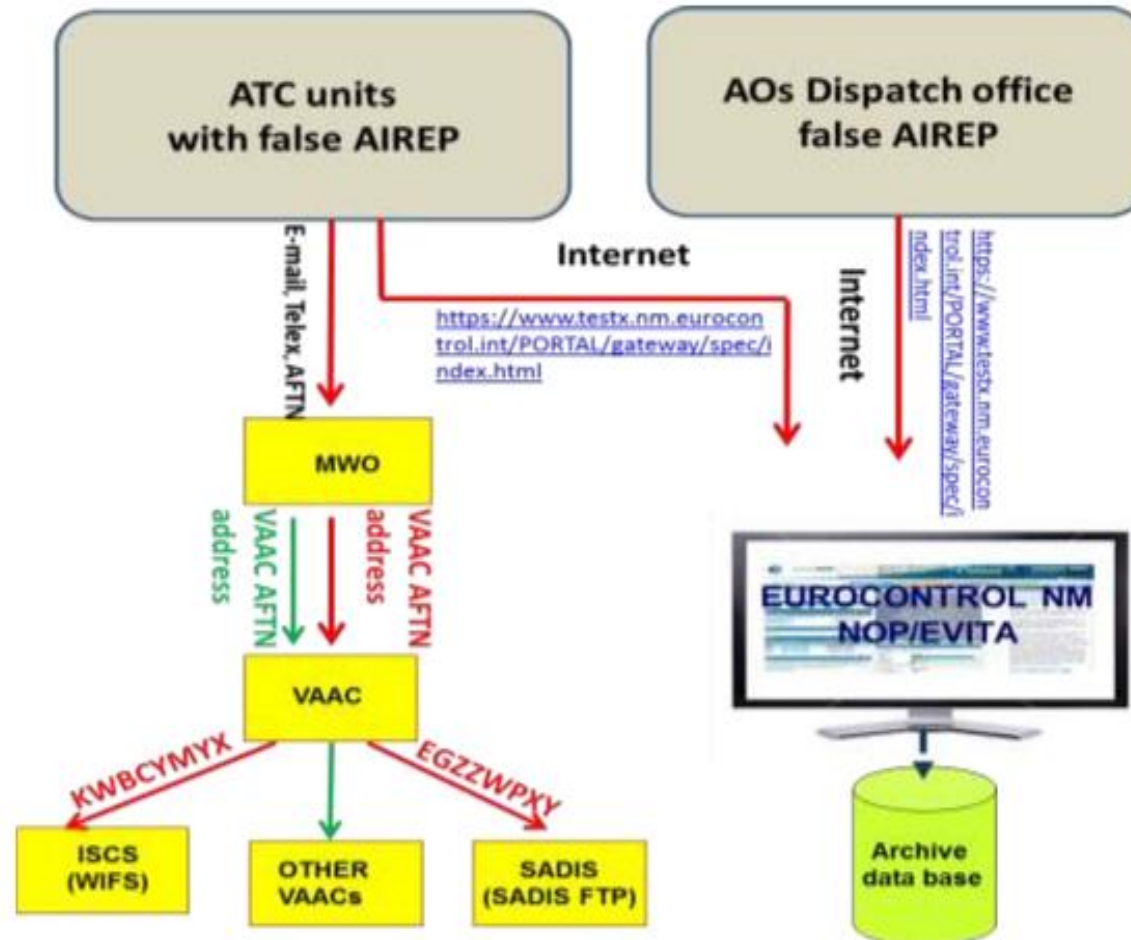 ATC units
with false AIREP
AOs Dispatch office
false AIREP
E-mail, Telex, AFTN
Internet
https://www.testx.nm.eurocon
trol.int/PORTAL/gateway/spec/i
ndex.html
Internet
https://www.testx.nm.eurocon
trol.int/PORTAL/gateway/spec/i
ndex.html
MWO
VAAC AFTN
address
VAAC AFTN
address
EUROCONTROL NM
NOP/EVITA
VAAC
KWBCYMYX
EGZZWPXY
ISCS
(WIFS)
OTHER
VAACs
SADIS
(SADIS FTP)
Archive
data base